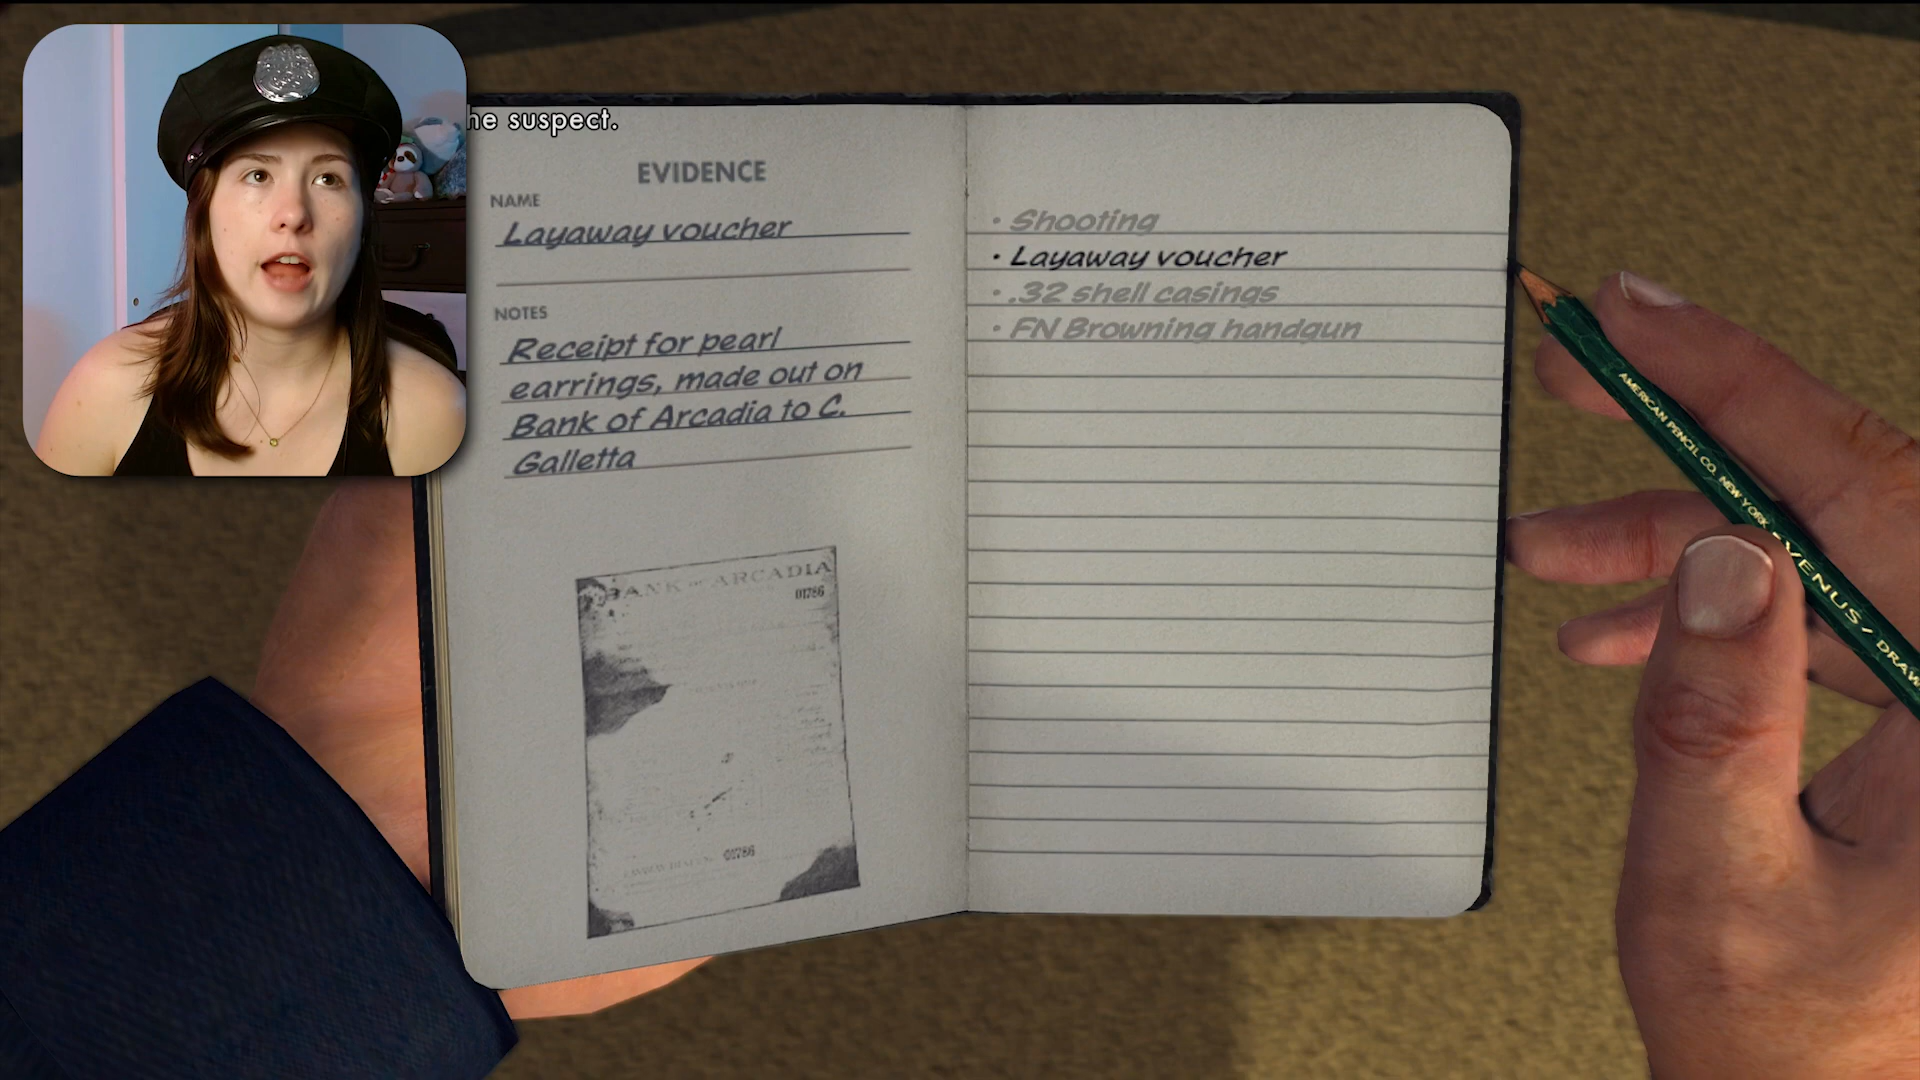 he suspect.
EVIDENCE
NAME
Layaway voucher
NOTES
Receipt for pearl
earrings, made out on
Bank of Arcadia to C.
Galletta
BANK OF ARCADIA
01786
01786
• Shooting
• Layaway voucher
• .32 shell casings
• FN Browning handgun
AMERICAN PENCIL CO. NEW YORK VENUS / DRAW